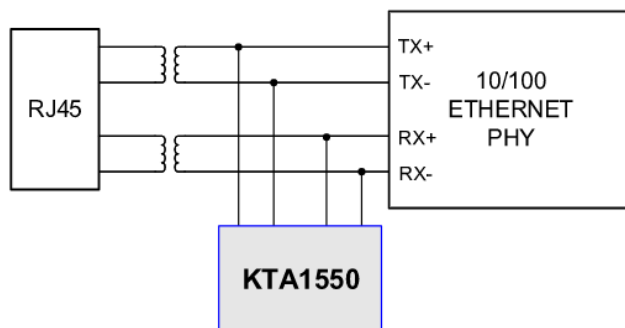 RJ45
TX+
TX-
RX+
RX-
10/100
ETHERNET
PHY
KTA1550